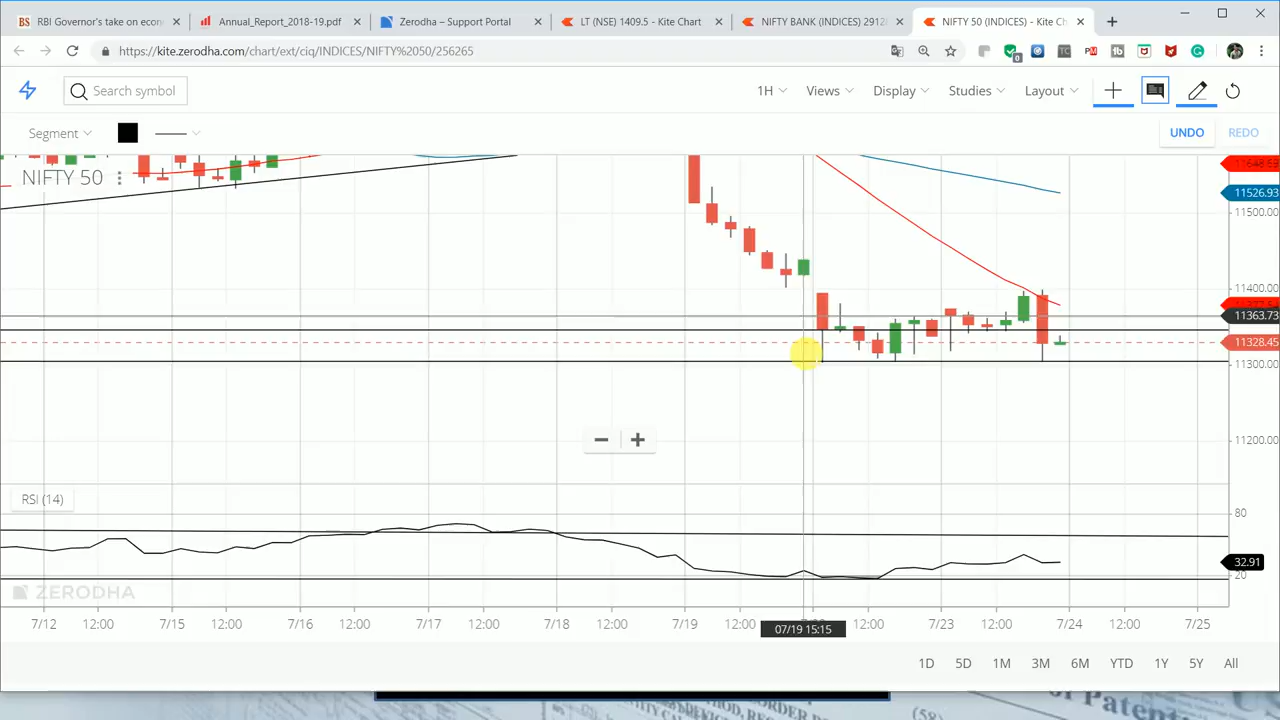 RBI Governor's take on econ
Annual_Report_2018-19.pdf
Zerodha – Support Portal
LT (NSE) 1409.5 - Kite Chart
NIFTY BANK (INDICES) 2912
NIFTY 50 (INDICES) - Kite Ch
https://kite.zerodha.com/chart/ext/ciq/INDICES/NIFTY%2050/256265
Search symbol
1H
Views
Display
Studies
Layout
Segment
UNDO
REDO
NIFTY 50
11648.69
11526.93
11500.00
11400.00
11363.73
11328.45
11300.00
11200.00
RSI (14)
80
32.91
20
ZERODHA
7/12 12:00 7/15 12:00 7/16 12:00 7/17 12:00 7/18 12:00 7/19 12:00 12:00 7/23 12:00 7/24 12:00 7/25
07/19 15:15
1D 5D 1M 3M 6M YTD 1Y 5Y All
of Patent
(58)